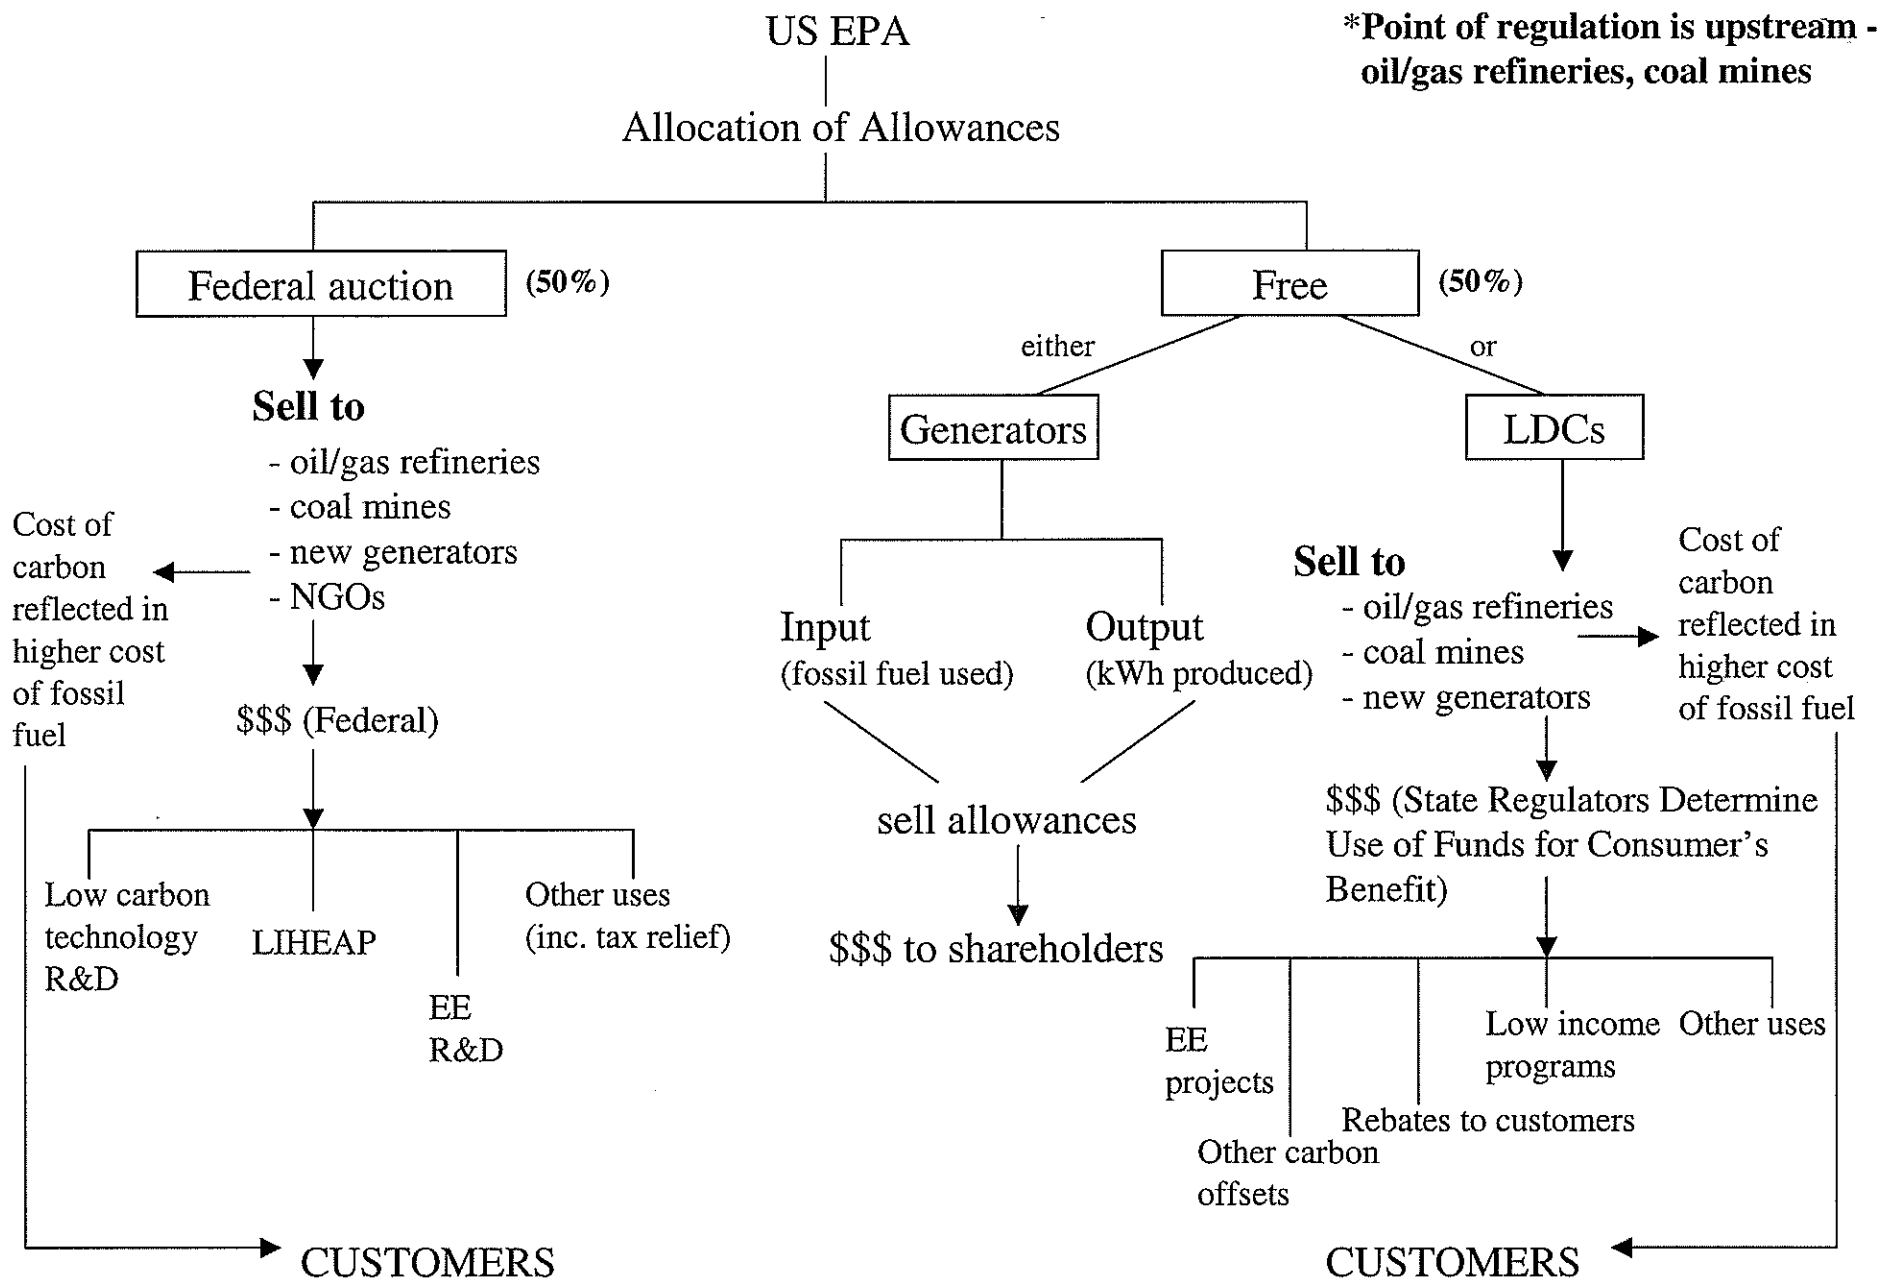 US EPA
*Point of regulation is upstream -
oil/gas refineries, coal mines
Allocation of Allowances
Federal auction
(50%)
Free
(50%)
either
or
Sell to
- oil/gas refineries
- coal mines
- new generators
- NGOs
Cost of
carbon
reflected in
higher cost
of fossil
fuel
$$$ (Federal)
Low carbon
technology
R&D
LIHEAP
EE
R&D
Other uses
(inc. tax relief)
CUSTOMERS
Generators
Input
(fossil fuel used)
Output
(kWh produced)
sell allowances
$$$ to shareholders
LDCs
Sell to
- oil/gas refineries
- coal mines
- new generators
Cost of
carbon
reflected in
higher cost
of fossil fuel
$$$ (State Regulators Determine
Use of Funds for Consumer's
Benefit)
EE
projects
Other carbon
offsets
Rebates to customers
Low income
programs
Other uses
CUSTOMERS